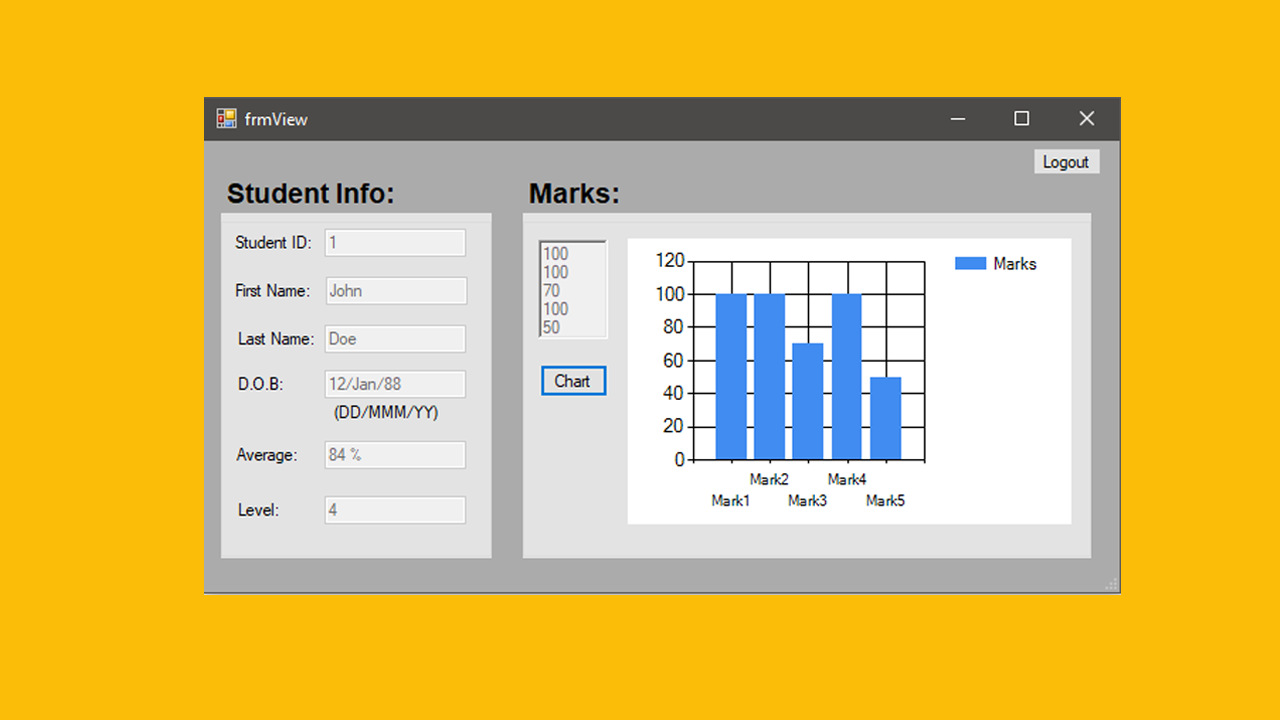 frmView
Logout
Student Info:
Student ID: 1
First Name: John
Last Name: Doe
D.O.B: 12/Jan/88
(DD/MMM/YY)
Average: 84 %
Level: 4
Marks:
100
100
70
100
50
Chart
120
100
80
60
40
20
0
Mark1
Mark2
Mark3
Mark4
Mark5
Marks